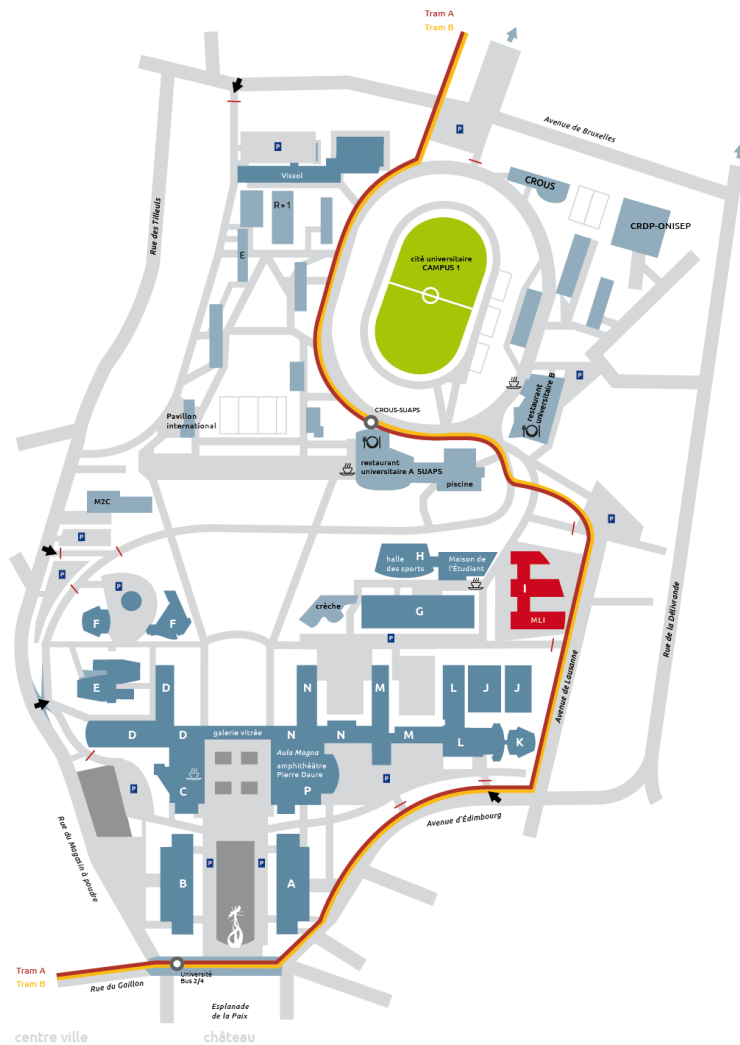 Tram A
Tram B
Avenue de Bruxelles
P
P
Vissol
CROUS
R+1
CRDP-ONISEP
Rue des Tilleuls
E
cité universitaire
CAMPUS 1
P
restaurant
universitaire B
CROUS-SUAPS
Pavillon
international
restaurant
universitaire A SUAPS
piscine
M2C
P
P
P
P
halle
des sports
H
Maison de
l'Étudiant
I
MLI
crèche
G
F
F
P
Rue de la Délivrande
E
D
N
M
L
J
J
Avenue de Lausanne
D
D
galerie vitrée
N
N
M
L
K
Aula Magna
amphithéâtre
Pierre Daure
P
C
P
P
Avenue d'Édimbourg
Rue du Magasin à poudre
B
P
P
A
Tram A
Tram B
Rue du Gaillon
Université
Bus 2/4
Esplanade
de la Paix
centre ville
château